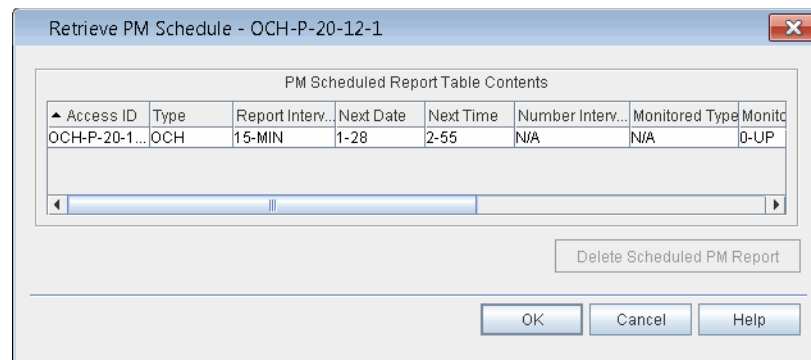 Retrieve PM Schedule - OCH-P-20-12-1
PM Scheduled Report Table Contents
Access ID Type Report Interv... Next Date Next Time Number Interv... Monitored Type Monito
OCH-P-20-1... OCH 15-MIN 1-28 2-55 N/A N/A 0-UP
Delete Scheduled PM Report
OK Cancel Help